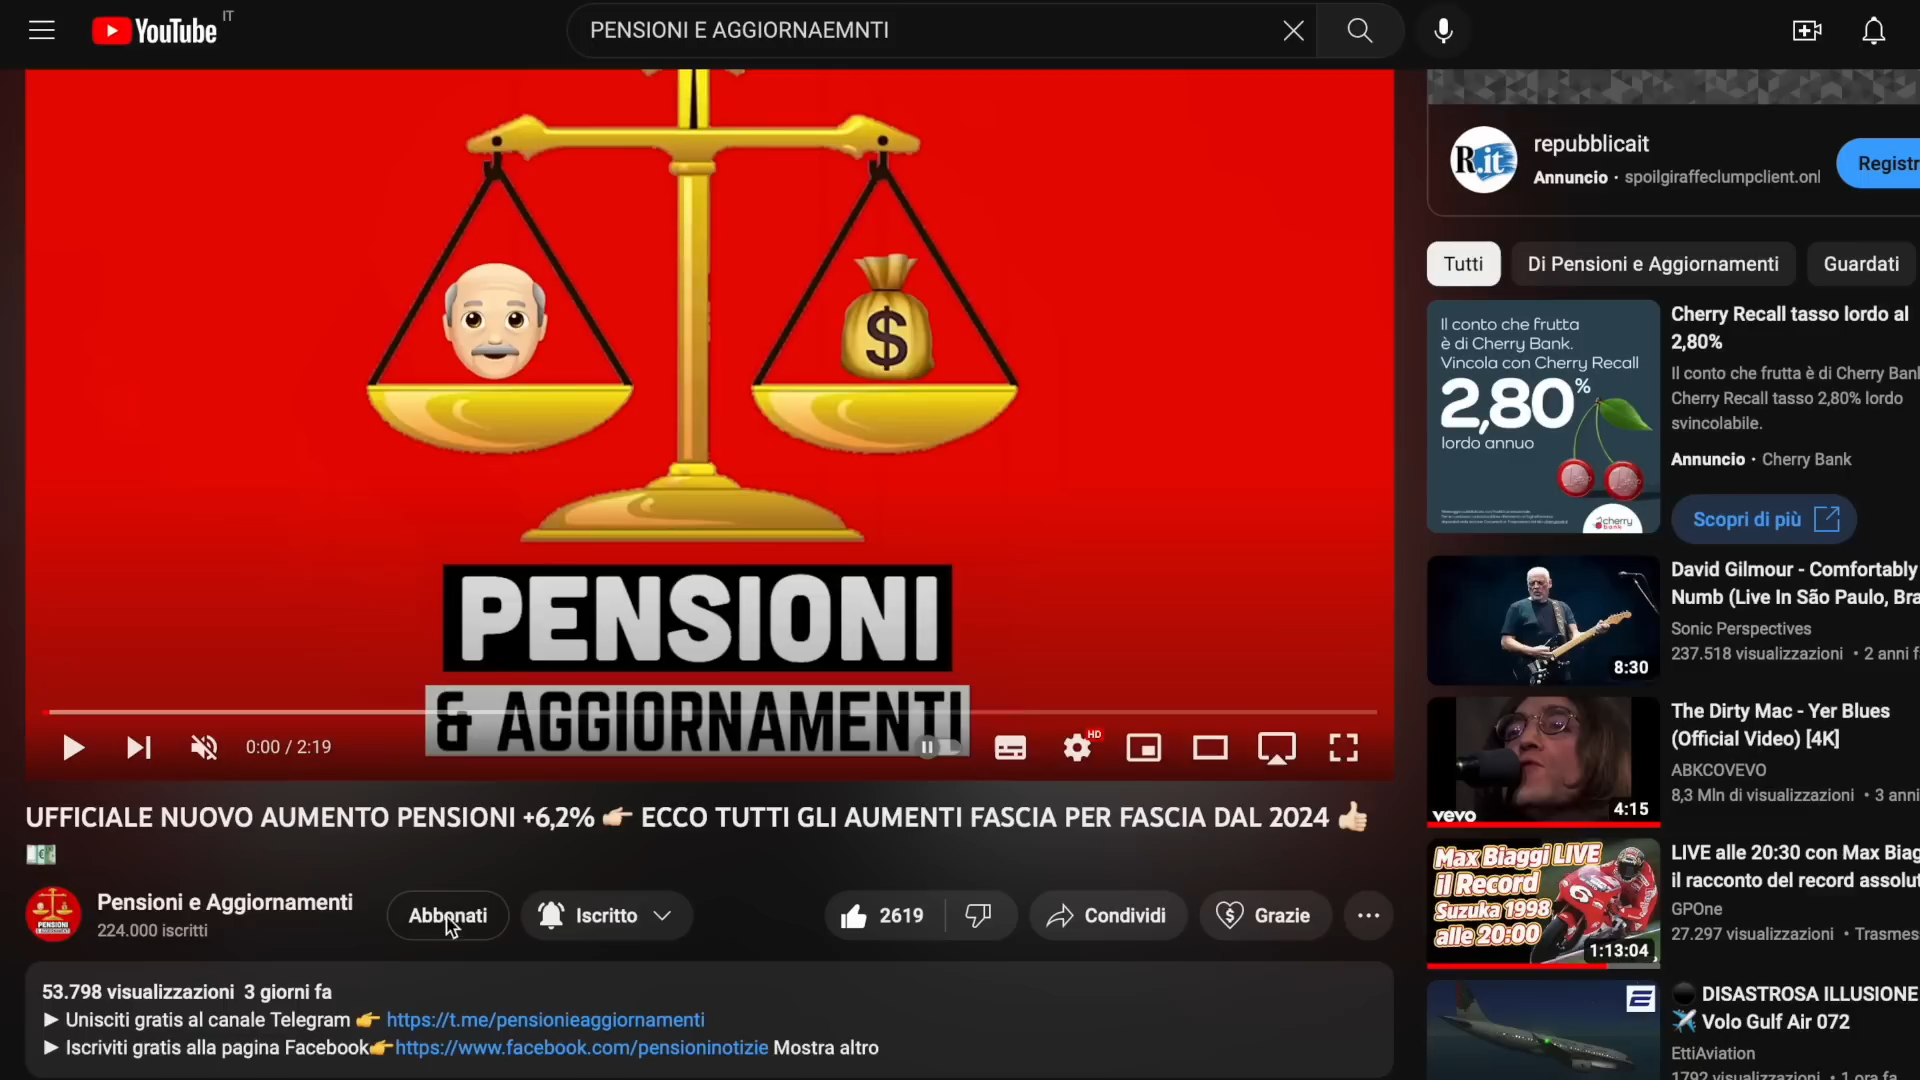 YouTube IT
PENSIONI E AGGIORNAEMNTI
PENSIONI
& AGGIORNAMENTI
0:00 / 2:19
HD
UFFICIALE NUOVO AUMENTO PENSIONI +6,2% 👉🏻 ECCO TUTTI GLI AUMENTI FASCIA PER FASCIA DAL 2024 👍🏻
💶
Pensioni e Aggiornamenti
224.000 iscritti
Abbonati
Iscritto
2619
Condividi
Grazie
53.798 visualizzazioni 3 giorni fa
► Unisciti gratis al canale Telegram 👉 https://t.me/pensionieaggiornamenti
► Iscriviti gratis alla pagina Facebook👉https://www.facebook.com/pensioninotizie Mostra altro
R.it
repubblicait
Annuncio · spoilgiraffeclumpclient.onl
Registr
Tutti
Di Pensioni e Aggiornamenti
Guardati
Il conto che frutta
è di Cherry Bank.
Vincola con Cherry Recall
2,80%
lordo annuo
cherry
bank
Cherry Recall tasso lordo al
2,80%
Il conto che frutta è di Cherry Bank
Cherry Recall tasso 2,80% lordo
svincolabile.
Annuncio · Cherry Bank
Scopri di più
8:30
David Gilmour - Comfortably
Numb (Live In São Paulo, Bra
Sonic Perspectives
237.518 visualizzazioni • 2 anni f
vevo
4:15
The Dirty Mac - Yer Blues
(Official Video) [4K]
ABKCOVEVO
8,3 Mln di visualizzazioni • 3 anni
Max Biaggi LIVE
il Record
Suzuka 1998
alle 20:00
6
1:13:04
LIVE alle 20:30 con Max Biag
il racconto del record assolut
GPOne
27.297 visualizzazioni • Trasmes
E
⚫ DISASTROSA ILLUSIONE
✈️ Volo Gulf Air 072
EttiAviation
1792 visualizzazioni • 1 ora fa